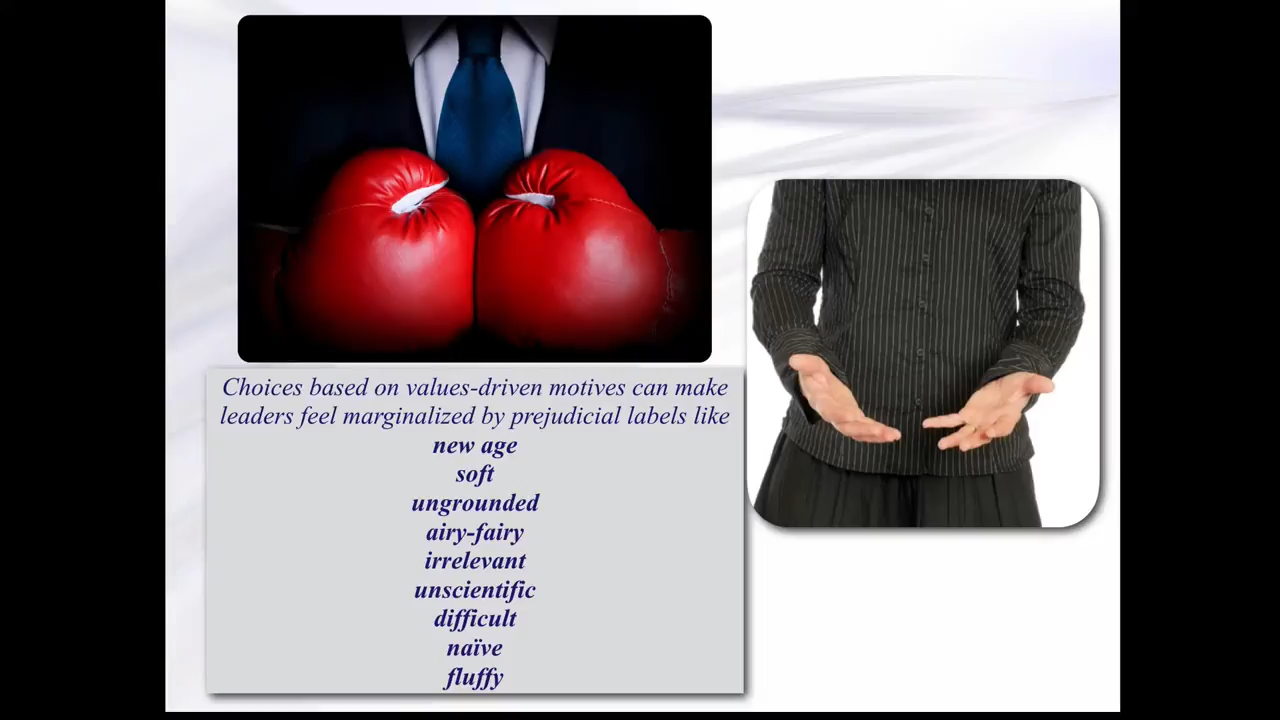 Choices based on values-driven motives can make
leaders feel marginalized by prejudicial labels like
new age
soft
ungrounded
airy-fairy
irrelevant
unscientific
difficult
naïve
fluffy